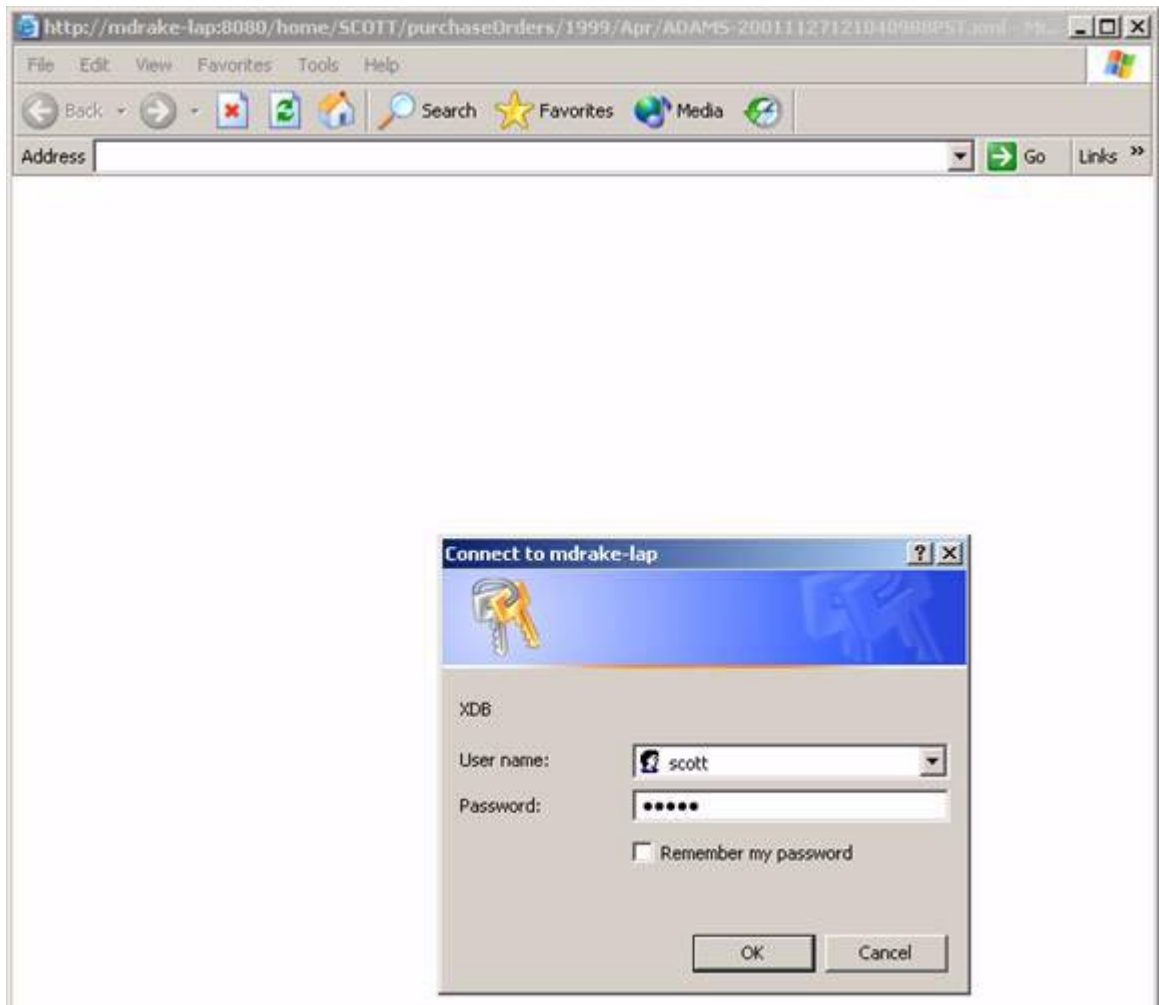 http://mdrake-lap:8080/home/SCOTT/purchaseOrders/1999/Apr/ADAMS-20011127121040988PST.xml - Mi...
File Edit View Favorites Tools Help
Back Search Favorites Media
Address Go Links »
Connect to mdrake-lap
XDB
User name: scott
Password: •••••
Remember my password
OK Cancel